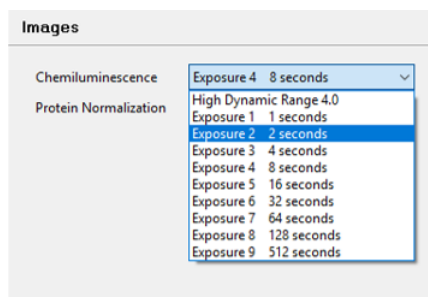 Images
Chemiluminescence Exposure 4 8 seconds
Protein Normalization
High Dynamic Range 4.0
Exposure 1 1 seconds
Exposure 2 2 seconds
Exposure 3 4 seconds
Exposure 4 8 seconds
Exposure 5 16 seconds
Exposure 6 32 seconds
Exposure 7 64 seconds
Exposure 8 128 seconds
Exposure 9 512 seconds